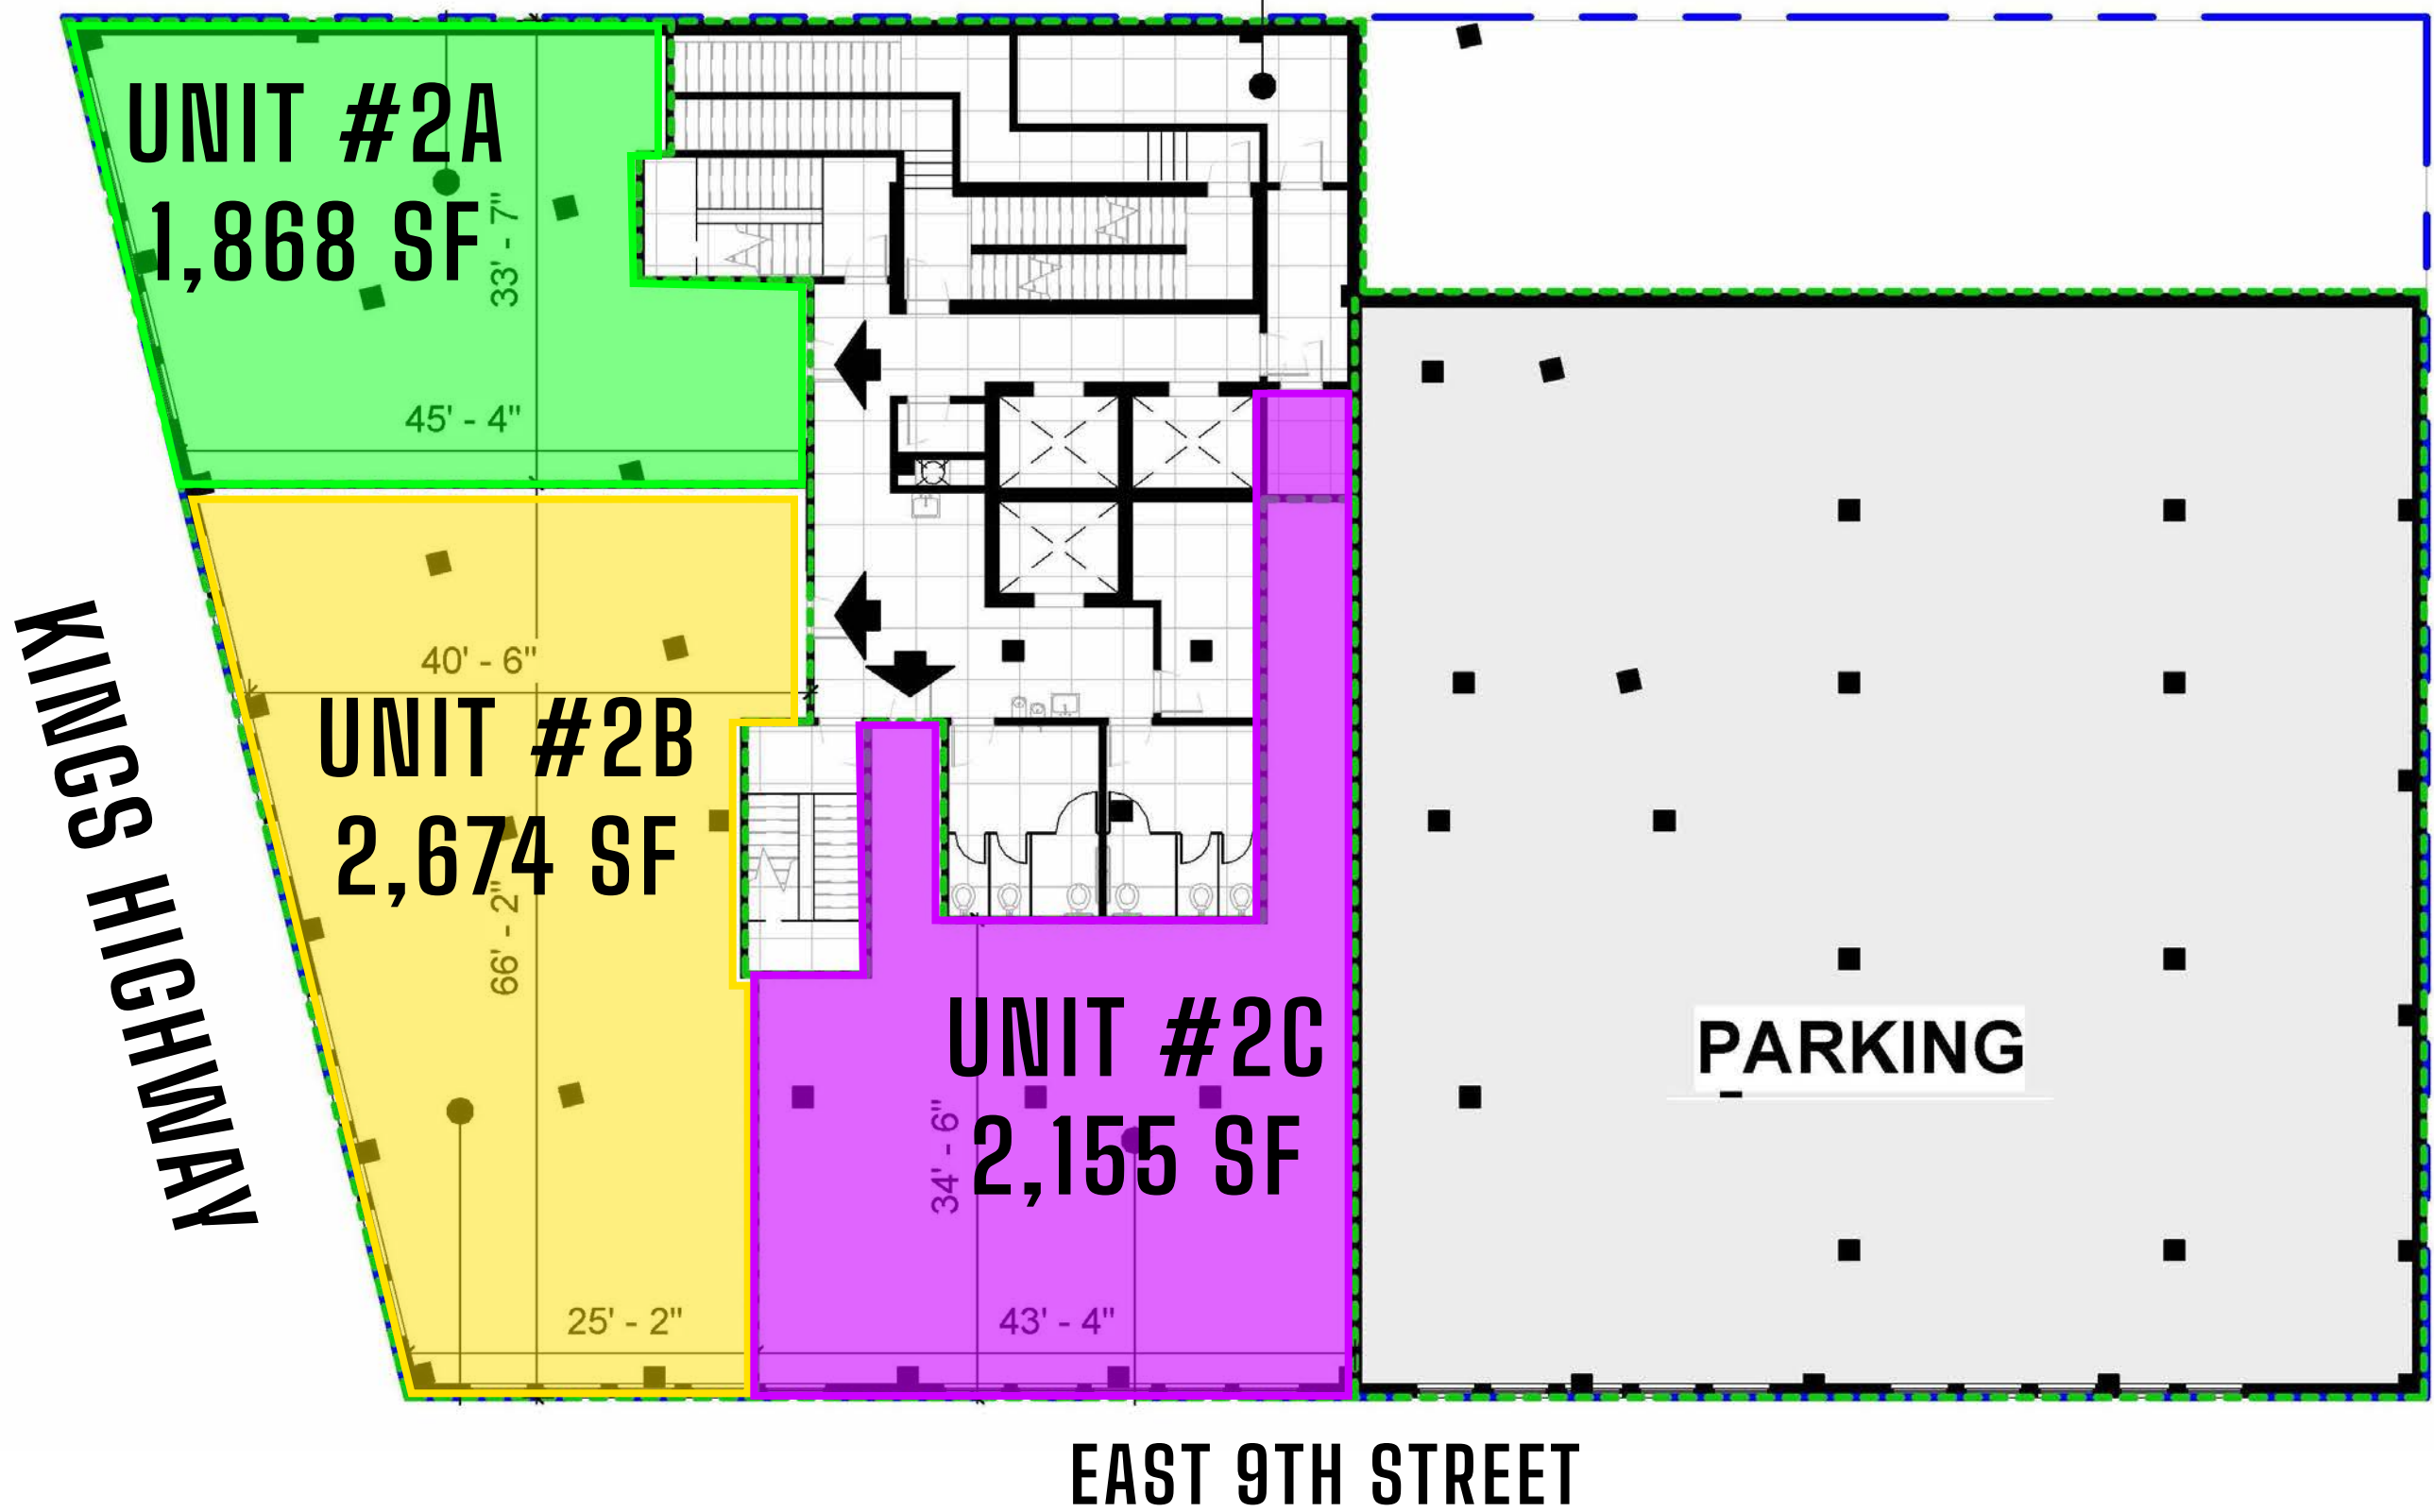 UNIT #2A
1,868 SF
33' - 7"
45' - 4"
40' - 6"
UNIT #2B
2,674 SF
66' - 2"
KINGS HIGHWAY
UNIT #2C
2,155 SF
34' - 6"
PARKING
25' - 2"
43' - 4"
EAST 9TH STREET